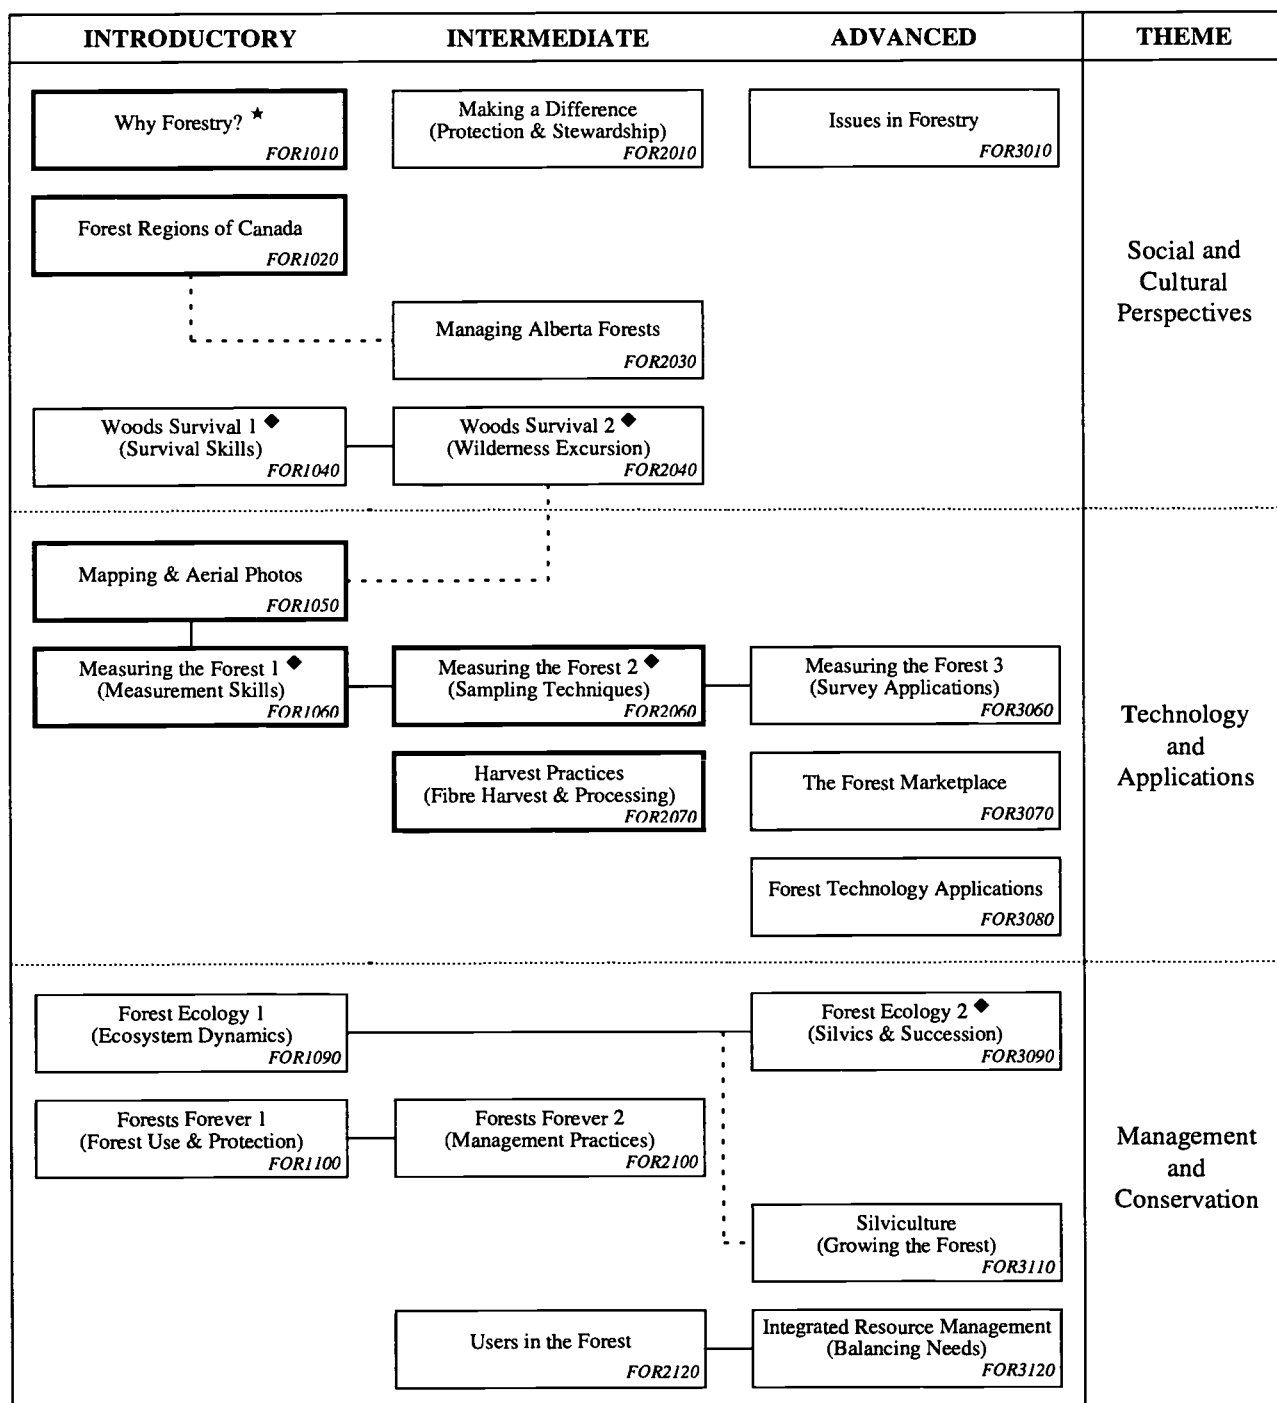 INTRODUCTORY INTERMEDIATE ADVANCED THEME
Why Forestry? ★
FOR1010
Making a Difference
(Protection & Stewardship)
FOR2010
Issues in Forestry
FOR3010
Forest Regions of Canada
FOR1020
Managing Alberta Forests
FOR2030
Woods Survival 1 ◆
(Survival Skills)
FOR1040
Woods Survival 2 ◆
(Wilderness Excursion)
FOR2040
Social and
Cultural
Perspectives
Mapping & Aerial Photos
FOR1050
Measuring the Forest 1 ◆
(Measurement Skills)
FOR1060
Measuring the Forest 2 ◆
(Sampling Techniques)
FOR2060
Measuring the Forest 3
(Survey Applications)
FOR3060
Harvest Practices
(Fibre Harvest & Processing)
FOR2070
The Forest Marketplace
FOR3070
Forest Technology Applications
FOR3080
Technology
and
Applications
Forest Ecology 1
(Ecosystem Dynamics)
FOR1090
Forest Ecology 2 ◆
(Silvics & Succession)
FOR3090
Forests Forever 1
(Forest Use & Protection)
FOR1100
Forests Forever 2
(Management Practices)
FOR2100
Silviculture
(Growing the Forest)
FOR3110
Users in the Forest
FOR2120
Integrated Resource Management
(Balancing Needs)
FOR3120
Management
and
Conservation